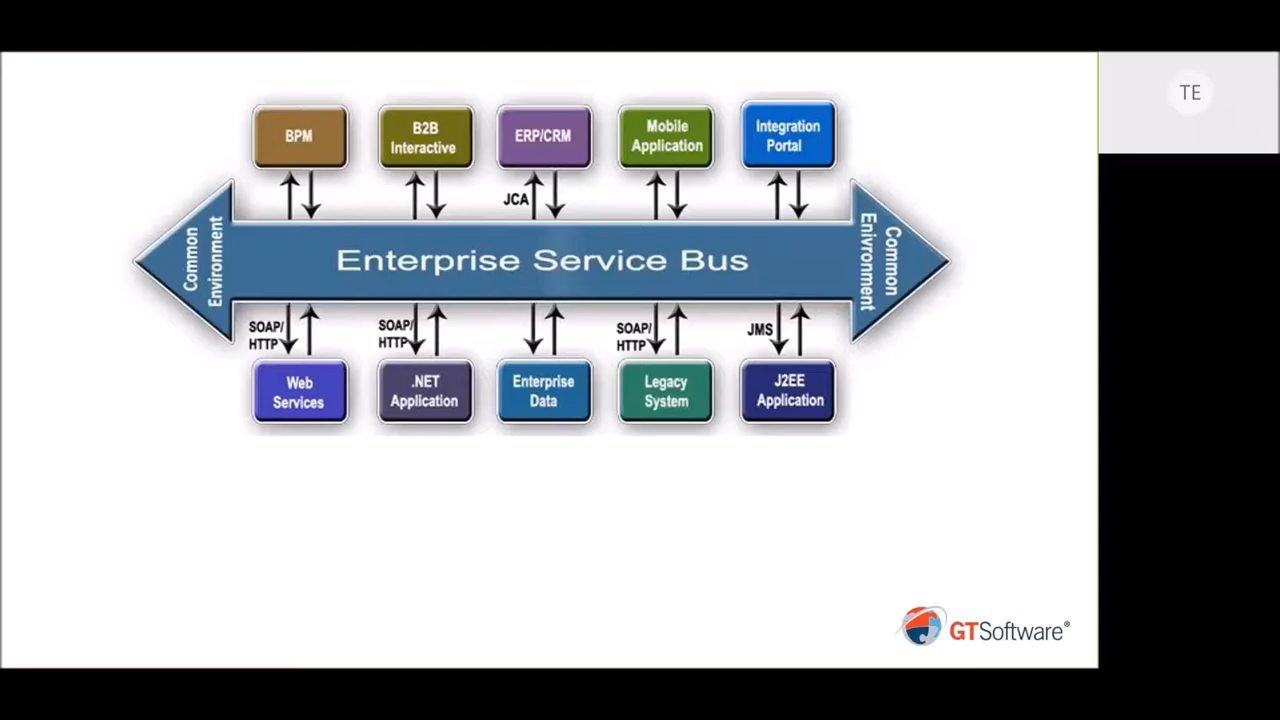 BPM
B2B
Interactive
ERP/CRM
Mobile
Application
Integration
Portal
TE
JCA
Common
Environment
Enterprise Service Bus
Common
Enivronment
SOAP/
HTTP
SOAP/
HTTP
SOAP/
HTTP
JMS
Web
Services
.NET
Application
Enterprise
Data
Legacy
System
J2EE
Application
GTSoftware®